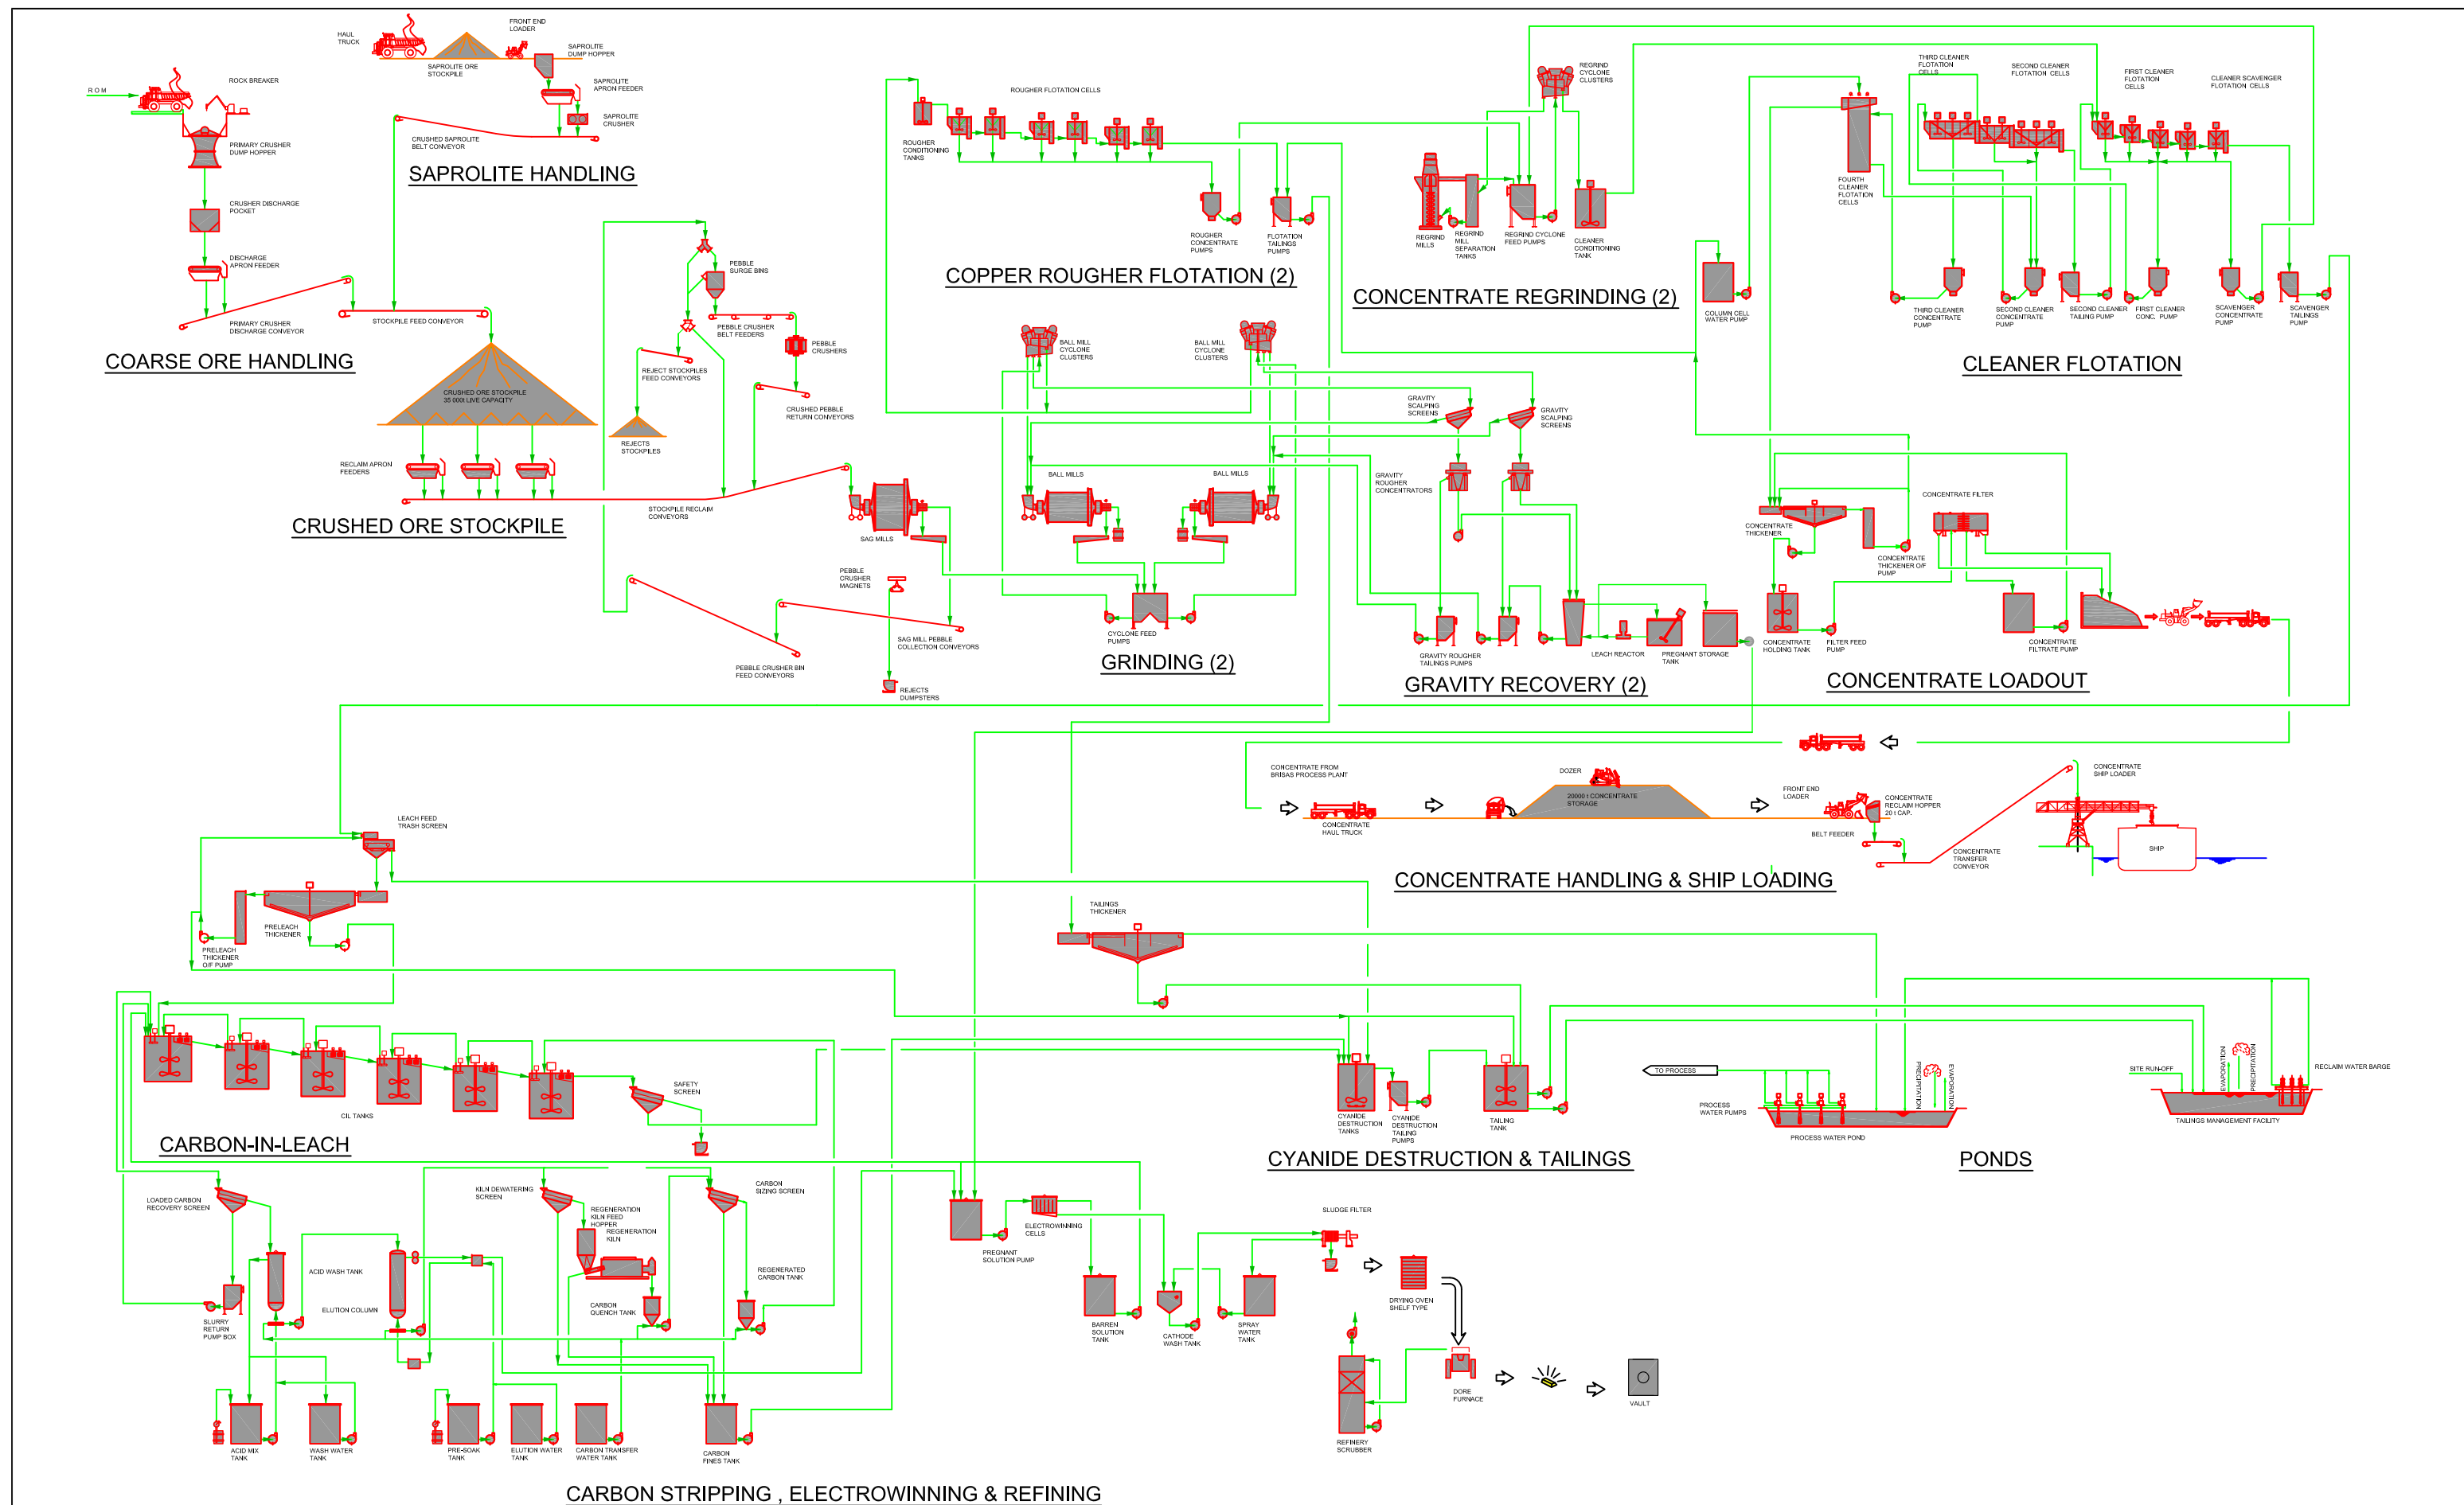 HAUL
TRUCK
FRONT END
LOADER
SAPROLITE
DUMP HOPPER
SAPROLITE ORE
STOCKPILE
SAPROLITE
APRON FEEDER
SAPROLITE
CRUSHER
CRUSHED SAPROLITE
BELT CONVEYOR
SAPROLITE HANDLING
R O M
ROCK BREAKER
PRIMARY CRUSHER
DUMP HOPPER
CRUSHER DISCHARGE
POCKET
DISCHARGE
APRON FEEDER
PRIMARY CRUSHER
DISCHARGE CONVEYOR
STOCKPILE FEED CONVEYOR
COARSE ORE HANDLING
CRUSHED ORE STOCKPILE
35 000t LIVE CAPACITY
RECLAIM APRON
FEEDERS
STOCKPILE RECLAIM
CONVEYORS
CRUSHED ORE STOCKPILE
PEBBLE
SURGE BINS
PEBBLE CRUSHER
BELT FEEDERS
PEBBLE
CRUSHERS
REJECT STOCKPILES
FEED CONVEYORS
CRUSHED PEBBLE
RETURN CONVEYORS
REJECTS
STOCKPILES
SAG MILLS
PEBBLE
CRUSHER
MAGNETS
SAG MILL PEBBLE
COLLECTION CONVEYORS
PEBBLE CRUSHER BIN
FEED CONVEYORS
REJECTS
DUMPSTERS
ROUGHER FLOTATION CELLS
ROUGHER
CONDITIONING
TANKS
ROUGHER
CONCENTRATE
PUMPS
FLOTATION
TAILINGS
PUMPS
COPPER ROUGHER FLOTATION (2)
BALL MILL
CYCLONE
CLUSTERS
BALL MILL
CYCLONE
CLUSTERS
BALL MILLS
BALL MILLS
CYCLONE FEED
PUMPS
GRINDING (2)
REGRIND
CYCLONE
CLUSTERS
REGRIND
MILLS
REGRIND
MILL
SEPARATION
TANKS
REGRIND CYCLONE
FEED PUMPS
CLEANER
CONDITIONING
TANK
CONCENTRATE REGRINDING (2)
GRAVITY
SCALPING
SCREENS
GRAVITY
SCALPING
SCREENS
GRAVITY
ROUGHER
CONCENTRATORS
GRAVITY ROUGHER
TAILINGS PUMPS
LEACH REACTOR
PREGNANT STORAGE
TANK
GRAVITY RECOVERY (2)
THIRD CLEANER
FLOTATION
CELLS
SECOND CLEANER
FLOTATION CELLS
FIRST CLEANER
FLOTATION
CELLS
CLEANER SCAVENGER
FLOTATION CELLS
FOURTH
CLEANER
FLOTATION
CELLS
COLUMN CELL
WATER PUMP
THIRD CLEANER
CONCENTRATE
PUMP
SECOND CLEANER
CONCENTRATE
PUMP
SECOND CLEANER
TAILING PUMP
FIRST CLEANER
CONC. PUMP
SCAVENGER
CONCENTRATE
PUMP
SCAVENGER
TAILINGS
PUMP
CLEANER FLOTATION
CONCENTRATE FILTER
CONCENTRATE
THICKENER
CONCENTRATE
THICKENER O/F
PUMP
CONCENTRATE
HOLDING TANK
FILTER FEED
PUMP
CONCENTRATE
FILTRATE PUMP
CONCENTRATE LOADOUT
CONCENTRATE FROM
BRISAS PROCESS PLANT
DOZER
20000 t CONCENTRATE
STORAGE
CONCENTRATE
HAUL TRUCK
FRONT END
LOADER
CONCENTRATE
RECLAIM HOPPER
20 t CAP.
BELT FEEDER
CONCENTRATE
TRANSFER
CONVEYOR
CONCENTRATE
SHIP LOADER
SHIP
CONCENTRATE HANDLING & SHIP LOADING
LEACH FEED
TRASH SCREEN
PRELEACH
THICKENER
PRELEACH
THICKENER
O/F PUMP
CIL TANKS
SAFETY
SCREEN
CARBON-IN-LEACH
TAILINGS
THICKENER
CYANIDE
DESTRUCTION
TANKS
CYANIDE
DESTRUCTION
TAILING
PUMPS
TAILING
TANK
CYANIDE DESTRUCTION & TAILINGS
TO PROCESS
PROCESS
WATER PUMPS
PRECIPITATION
EVAPORATION
PROCESS WATER POND
SITE RUN-OFF
EVAPORATION
PRECIPITATION
RECLAIM WATER BARGE
TAILINGS MANAGEMENT FACILITY
PONDS
LOADED CARBON
RECOVERY SCREEN
ACID WASH TANK
SLURRY
RETURN
PUMP BOX
ELUTION COLUMN
KILN DEWATERING
SCREEN
REGENERATION
KILN FEED
HOPPER
REGENERATION
KILN
CARBON
QUENCH TANK
CARBON
SIZING SCREEN
REGENERATED
CARBON TANK
ACID MIX
TANK
WASH WATER
TANK
PRE-SOAK
TANK
ELUTION WATER
TANK
CARBON TRANSFER
WATER TANK
CARBON
FINES TANK
PREGNANT
SOLUTION PUMP
ELECTROWINNING
CELLS
BARREN
SOLUTION
TANK
CATHODE
WASH TANK
SPRAY
WATER
TANK
SLUDGE FILTER
DRYING OVEN
SHELF TYPE
REFINERY
SCRUBBER
DORE
FURNACE
VAULT
CARBON STRIPPING , ELECTROWINNING & REFINING